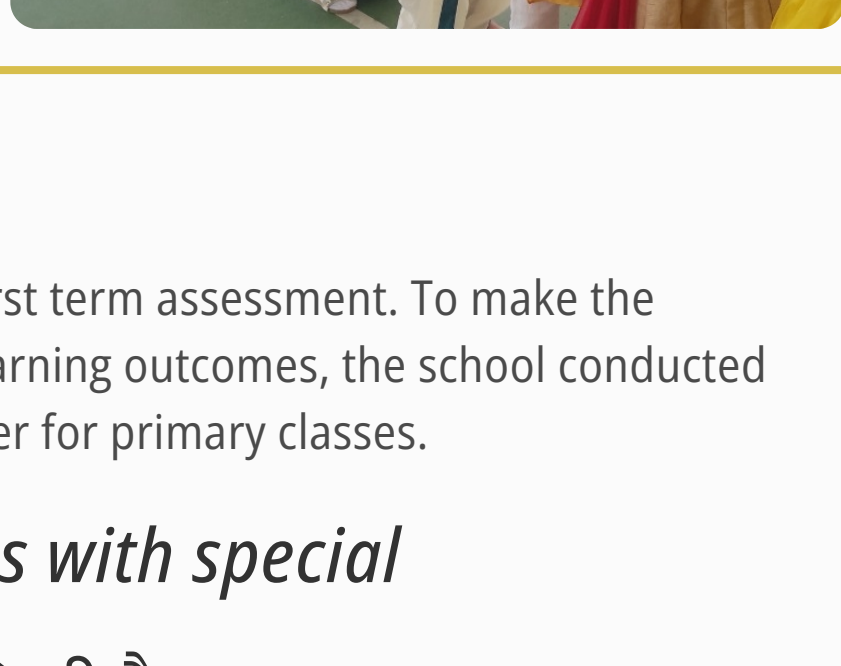 rst term assessment. To make the
arning outcomes, the school conducted
er for primary classes.
s with special